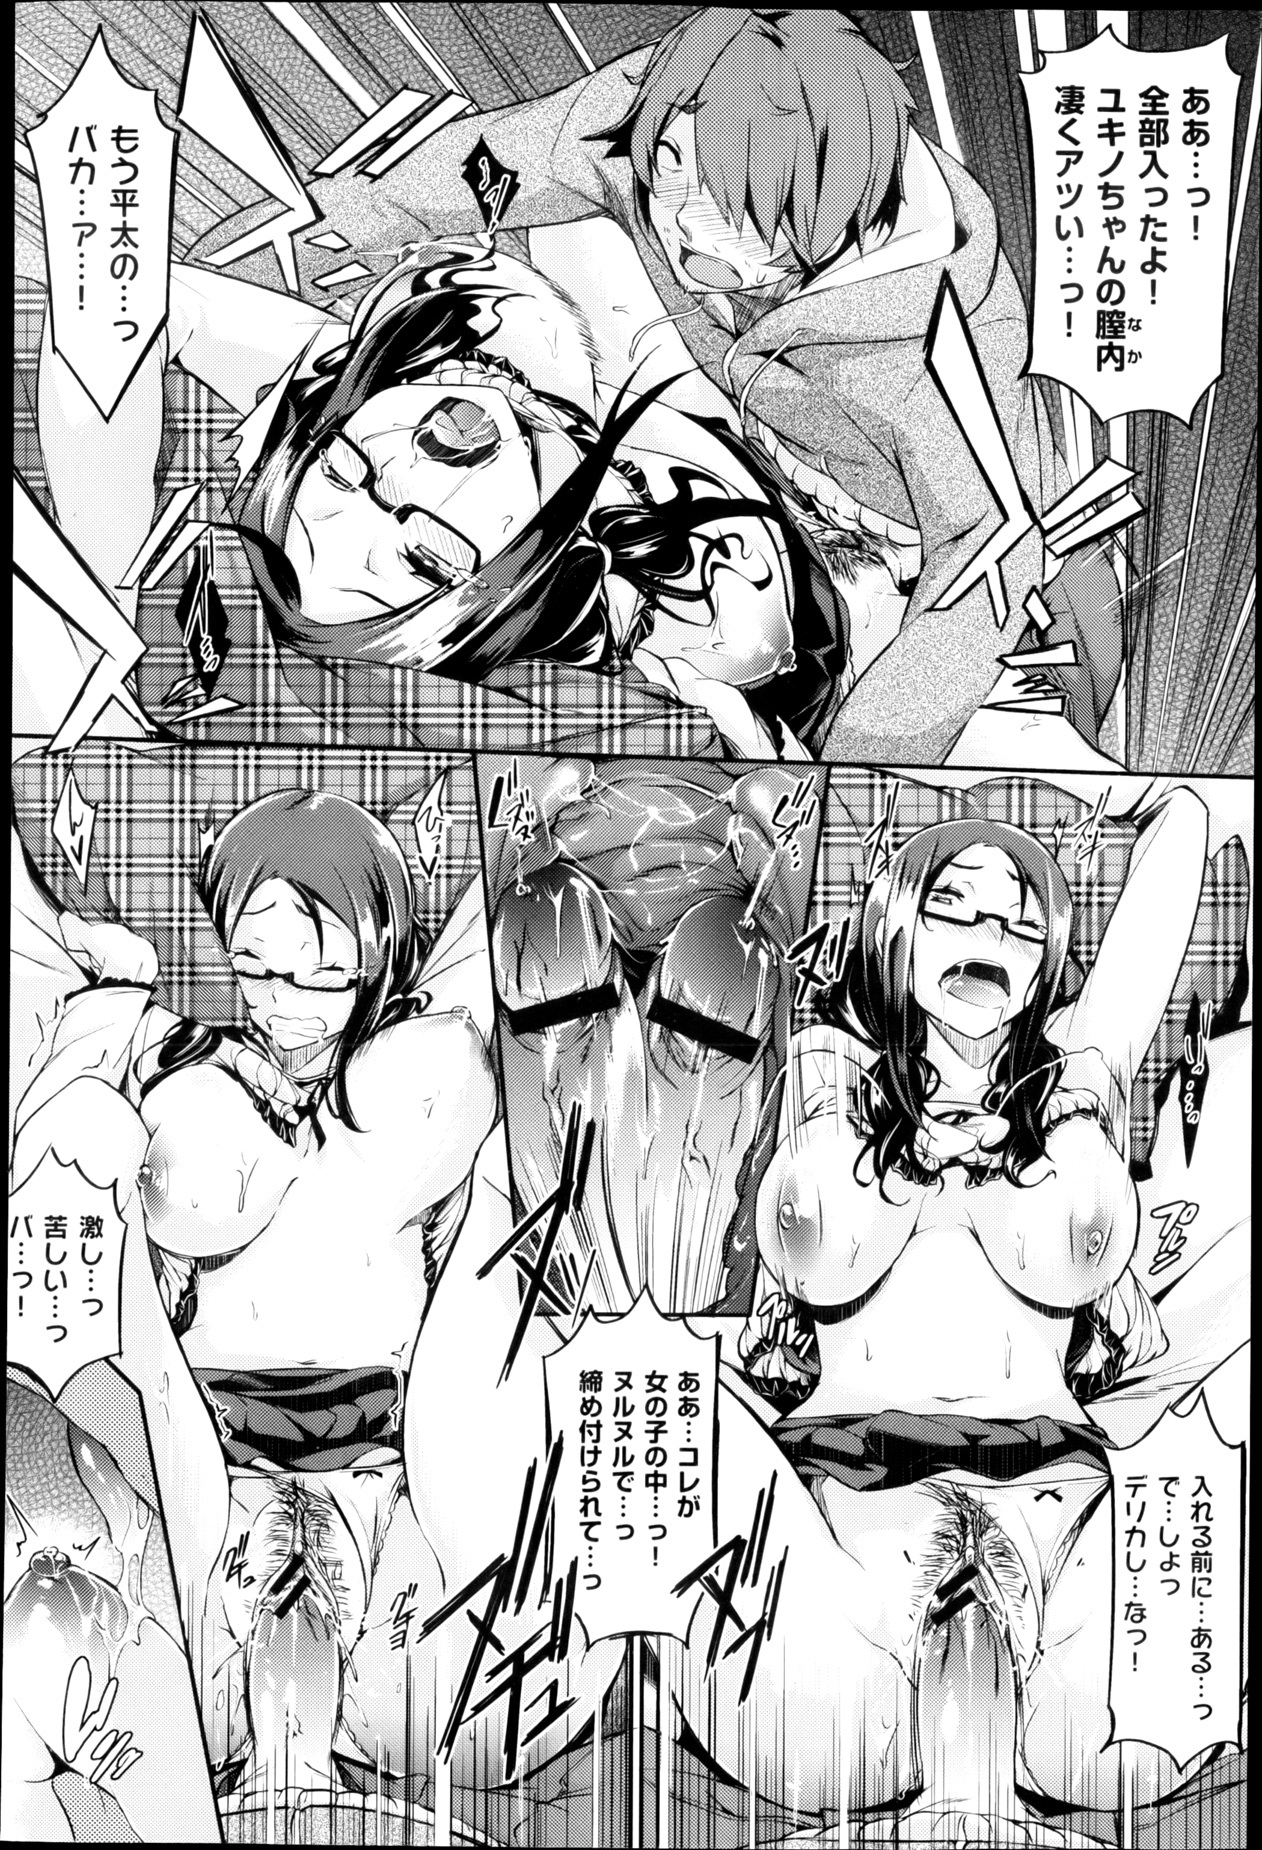 ああ…っ！
全部入ったよ！
ユキノちゃんの膣内
なか
凄くアツい…っ！
もう平太の…っ
バカ…ァ…！
入れる前に…ある…っ
で…しょっ
デリカし…なっ！
ああ…コレが
女の子の中…っ！
ヌルヌルで…っ
締め付けられて…っ
激し…っ
苦しい…っ
バ…っ！